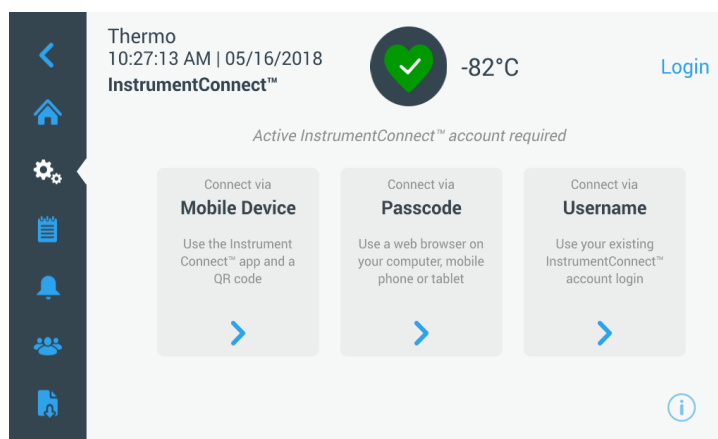 Thermo
10:27:13 AM | 05/16/2018
InstrumentConnect™
-82°C
Login
Active InstrumentConnect™ account required
Connect via
Mobile Device
Use the Instrument
Connect™ app and a
QR code
Connect via
Passcode
Use a web browser on
your computer, mobile
phone or tablet
Connect via
Username
Use your existing
InstrumentConnect™
account login